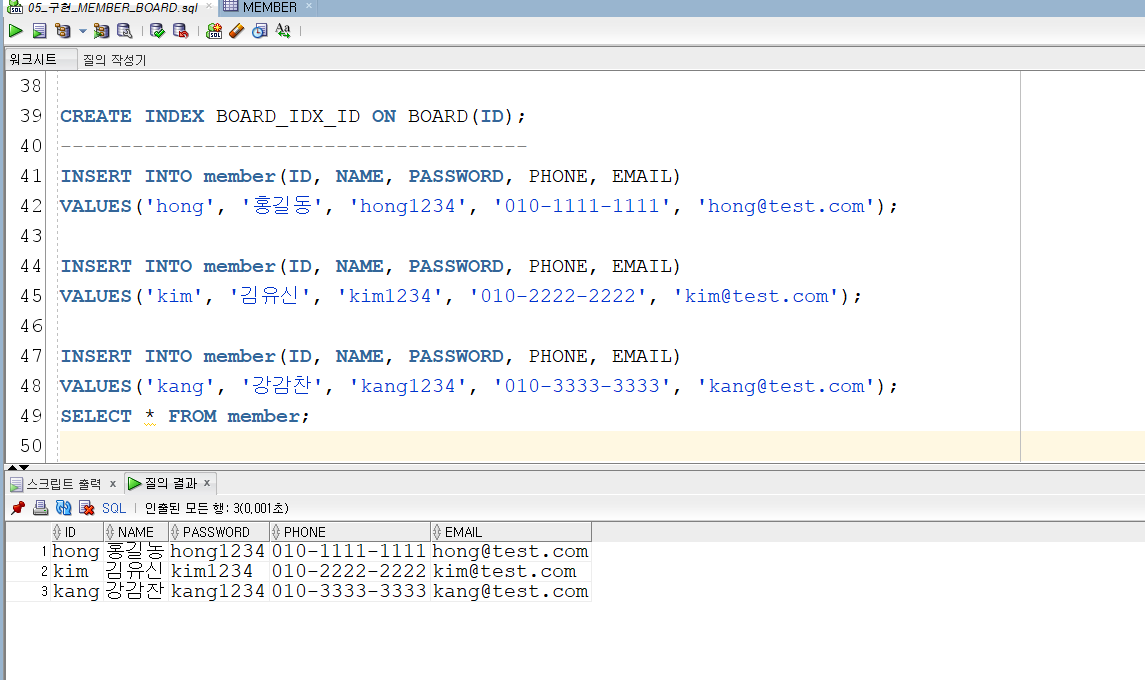 05_구현_MEMBER_BOARD.sql × MEMBER ×
워크시트 질의 작성기
38
39 CREATE INDEX BOARD_IDX_ID ON BOARD(ID);
40 ---------------------------------------
41 INSERT INTO member(ID, NAME, PASSWORD, PHONE, EMAIL)
42 VALUES('hong', '홍길동', 'hong1234', '010-1111-1111', 'hong@test.com');
43
44 INSERT INTO member(ID, NAME, PASSWORD, PHONE, EMAIL)
45 VALUES('kim', '김유신', 'kim1234', '010-2222-2222', 'kim@test.com');
46
47 INSERT INTO member(ID, NAME, PASSWORD, PHONE, EMAIL)
48 VALUES('kang', '강감찬', 'kang1234', '010-3333-3333', 'kang@test.com');
49 SELECT * FROM member;
50
스크립트 출력 × 질의 결과 ×
SQL | 인출된 모든 행: 3(0,001초)
ID NAME PASSWORD PHONE EMAIL
1 hong 홍길동 hong1234 010-1111-1111 hong@test.com
2 kim 김유신 kim1234 010-2222-2222 kim@test.com
3 kang 강감찬 kang1234 010-3333-3333 kang@test.com